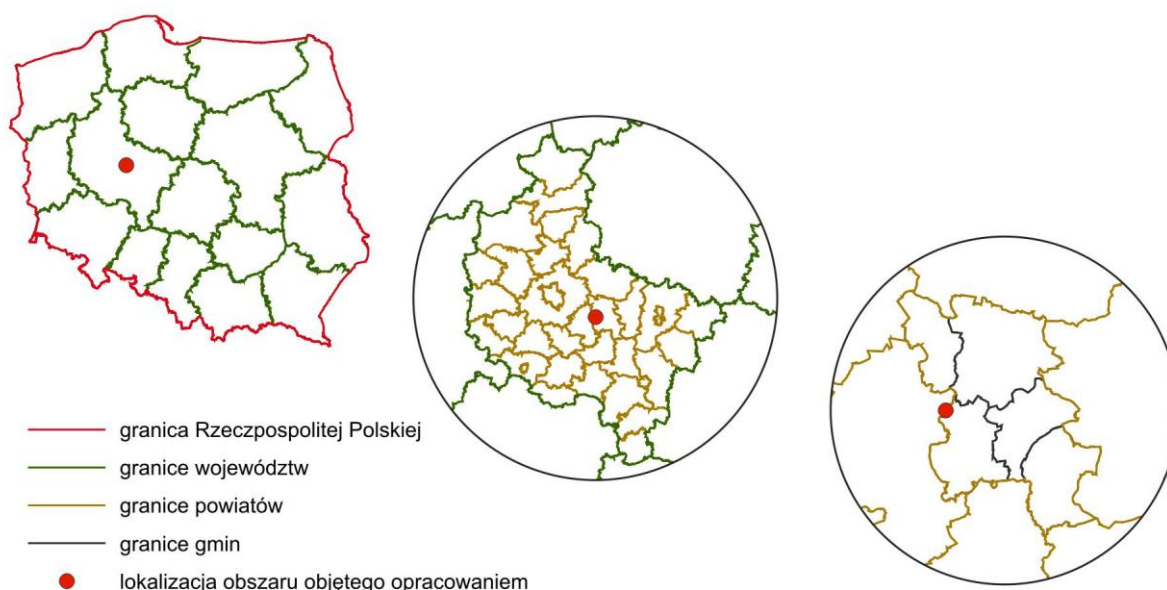 granica Rzeczpospolitej Polskiej
granice województw
granice powiatów
granice gmin
lokalizacja obszaru objętego opracowaniem